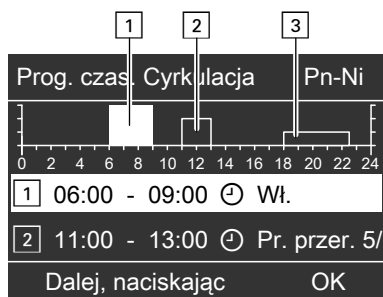 1 2 3
Prog. czas. Cyrkulacja Pn-Ni
0 2 4 6 8 10 12 14 16 18 20 22 24
1 06:00 - 09:00 Wł.
2 11:00 - 13:00 Pr. przer. 5/
Dalej, naciskając OK